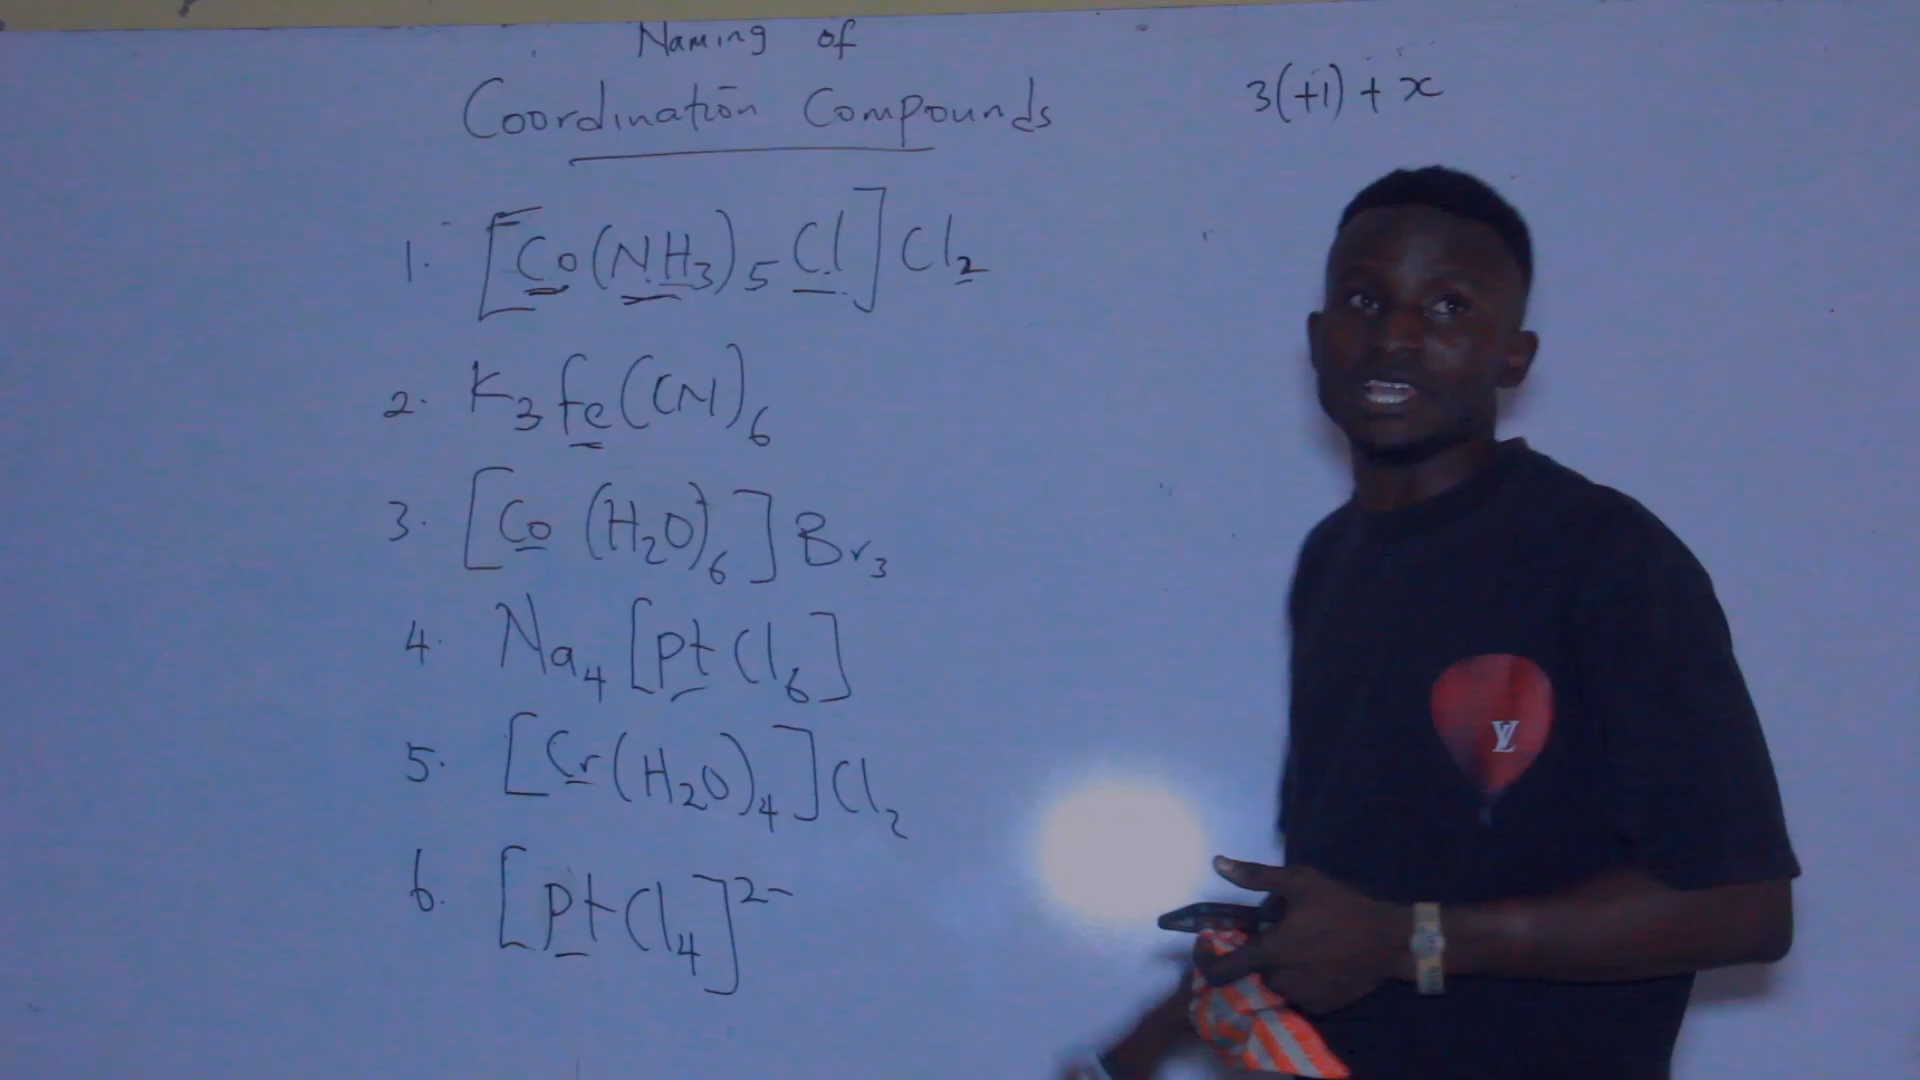 Naming of
Coordination Compounds
3(+1) + x
1. [Co(NH₃)₅Cl]Cl₂
2. K₃Fe(CN)₆
3. [Co(H₂O)₆]Br₃
4. Na₄[PtCl₆]
5. [Cr(H₂O)₄]Cl₂
6. [PtCl₄]²⁻
LV